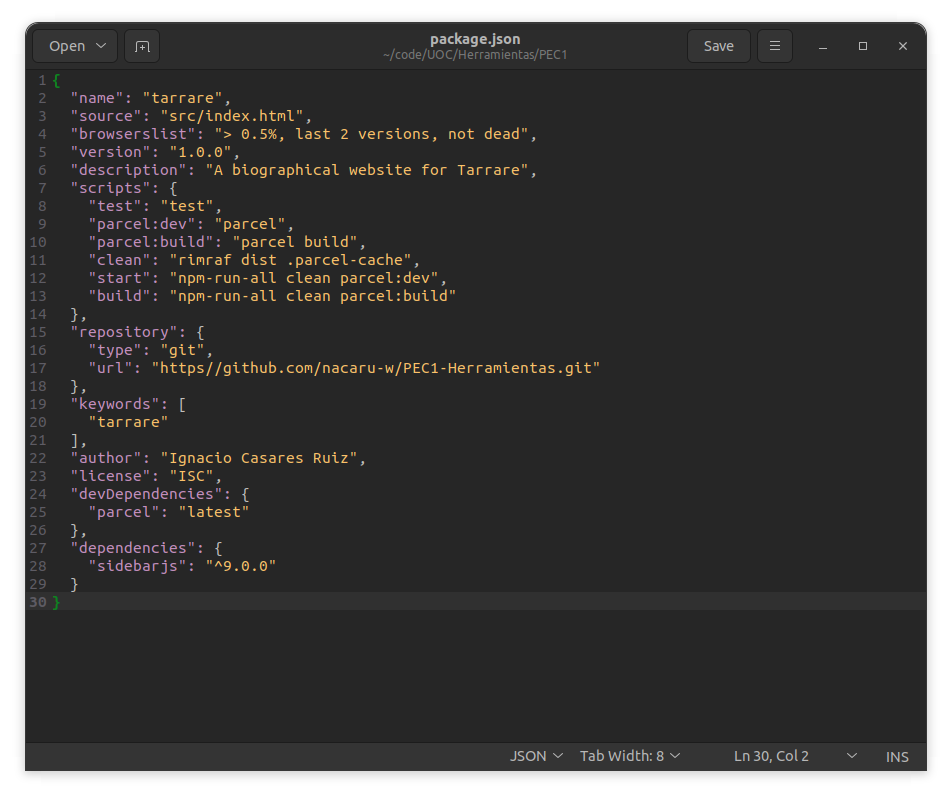 Open
package.json
~/code/UOC/Herramientas/PEC1
Save
1 {
2   "name": "tarrare",
3   "source": "src/index.html",
4   "browserslist": "> 0.5%, last 2 versions, not dead",
5   "version": "1.0.0",
6   "description": "A biographical website for Tarrare",
7   "scripts": {
8     "test": "test",
9     "parcel:dev": "parcel",
10     "parcel:build": "parcel build",
11     "clean": "rimraf dist .parcel-cache",
12     "start": "npm-run-all clean parcel:dev",
13     "build": "npm-run-all clean parcel:build"
14   },
15   "repository": {
16     "type": "git",
17     "url": "https//github.com/nacaru-w/PEC1-Herramientas.git"
18   },
19   "keywords": [
20     "tarrare"
21   ],
22   "author": "Ignacio Casares Ruiz",
23   "license": "ISC",
24   "devDependencies": {
25     "parcel": "latest"
26   },
27   "dependencies": {
28     "sidebarjs": "^9.0.0"
29   }
30 }
JSON Tab Width: 8 Ln 30, Col 2 INS